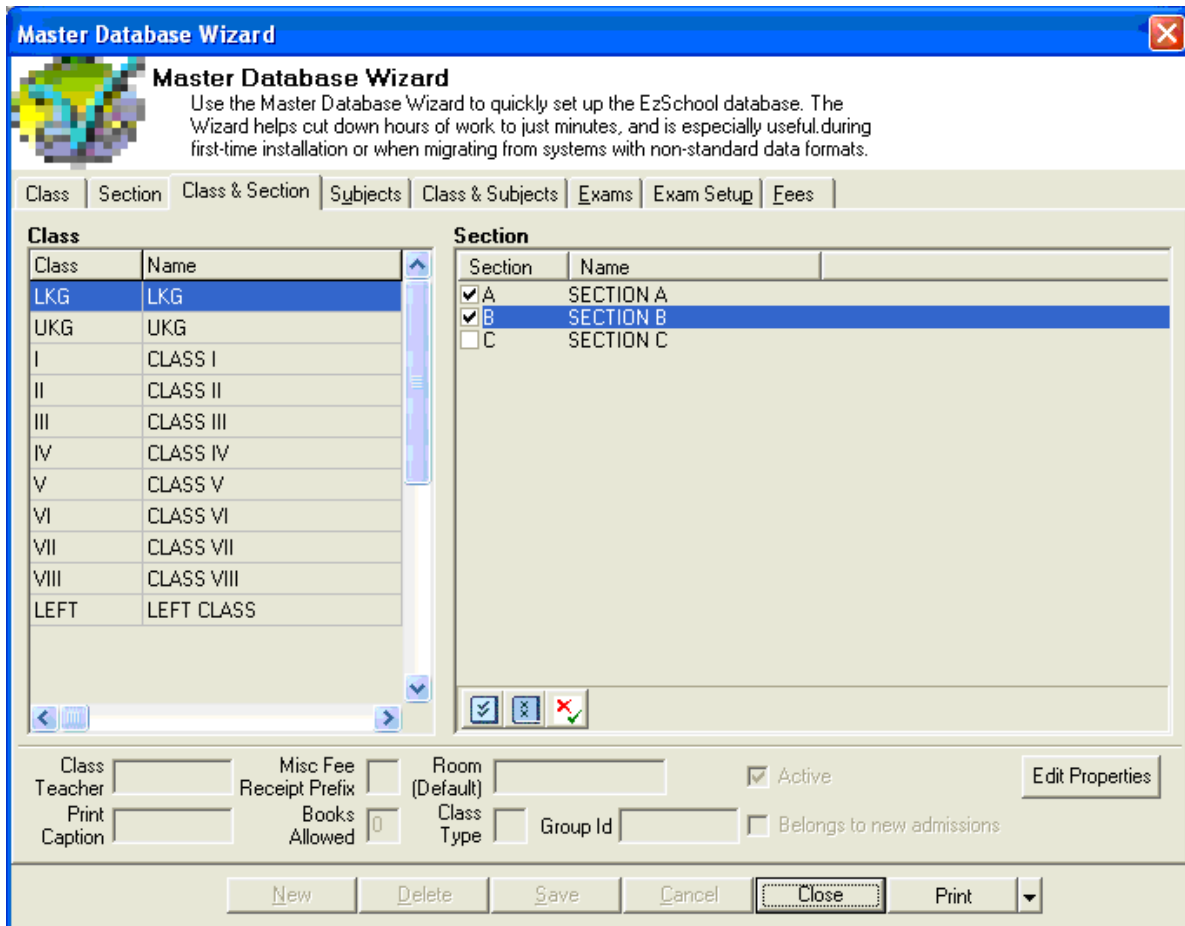 Master Database Wizard
Master Database Wizard
Use the Master Database Wizard to quickly set up the EzSchool database. The
Wizard helps cut down hours of work to just minutes, and is especially useful.during
first-time installation or when migrating from systems with non-standard data formats.
Class Section Class & Section Subjects Class & Subjects Exams Exam Setup Fees
Class Section
Class Name Section Name
LKG LKG
UKG UKG
I CLASS I
II CLASS II
III CLASS III
IV CLASS IV
V CLASS V
VI CLASS VI
VII CLASS VII
VIII CLASS VIII
LEFT LEFT CLASS
A SECTION A
B SECTION B
C SECTION C
Class Teacher
Misc Fee Receipt Prefix
Room (Default)
Active
Edit Properties
Print Caption
Books Allowed 0
Class Type
Group Id
Belongs to new admissions
New Delete Save Cancel Close Print